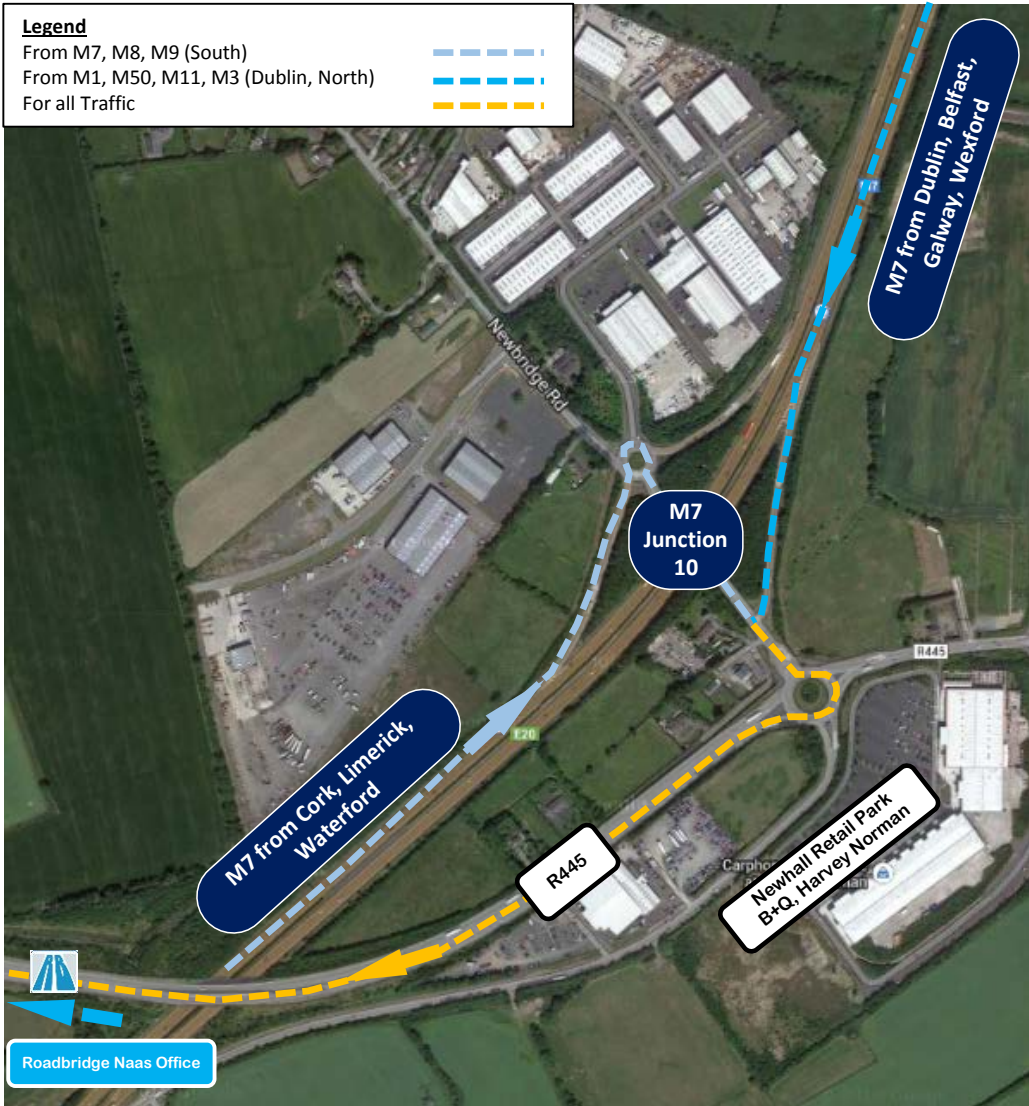 Legend
From M7, M8, M9 (South)
From M1, M50, M11, M3 (Dublin, North)
For all Traffic
M7 from Dublin, Belfast,
Galway, Wexford
Newbridge Rd
M7
Junction
10
R445
E20
M7 from Cork, Limerick,
Waterford
R445
Newhall Retail Park
B+Q, Harvey Norman
Roadbridge Naas Office